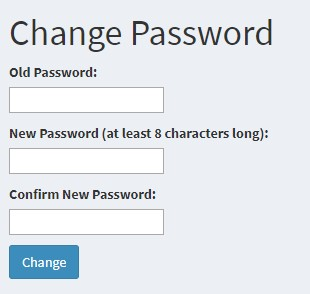 Change Password
Old Password:
New Password (at least 8 characters long):
Confirm New Password:
Change